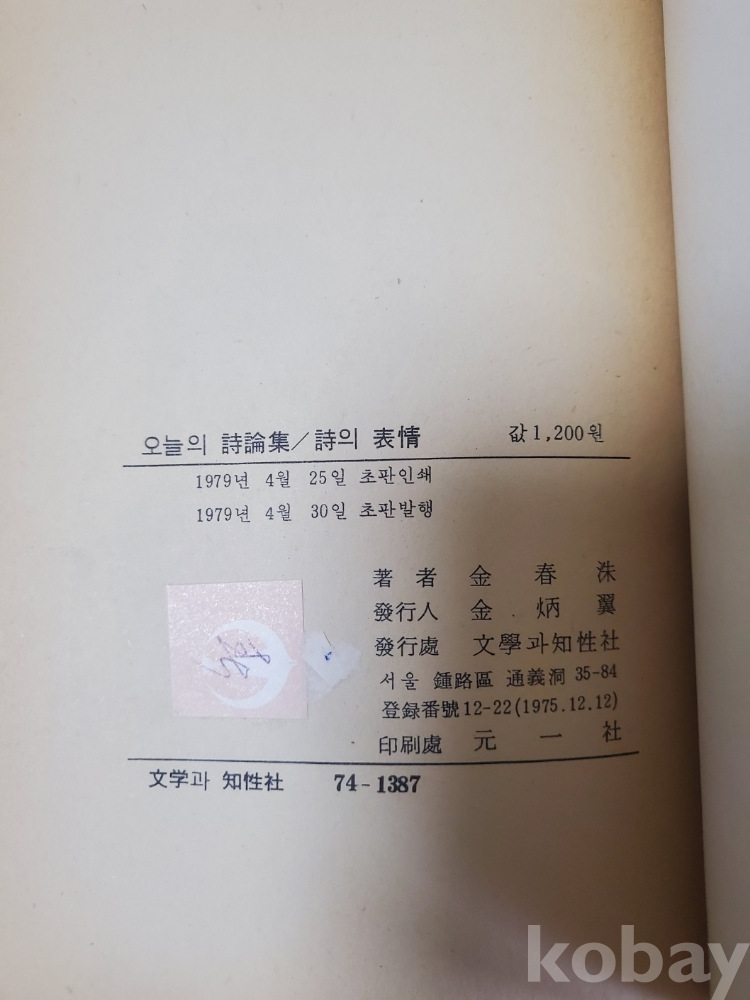 오늘의 詩論集/詩의 表情 값 1,200원
1979년 4월 25일 초판인쇄
1979년 4월 30일 초판발행
著者 金春洙
發行人 金炳翼
發行處 文學과知性社
서울 鍾路區 通義洞 35-84
登録番號12-22(1975.12.12)
印刷處 元一社
文学과 知性社 74-1387
kobay